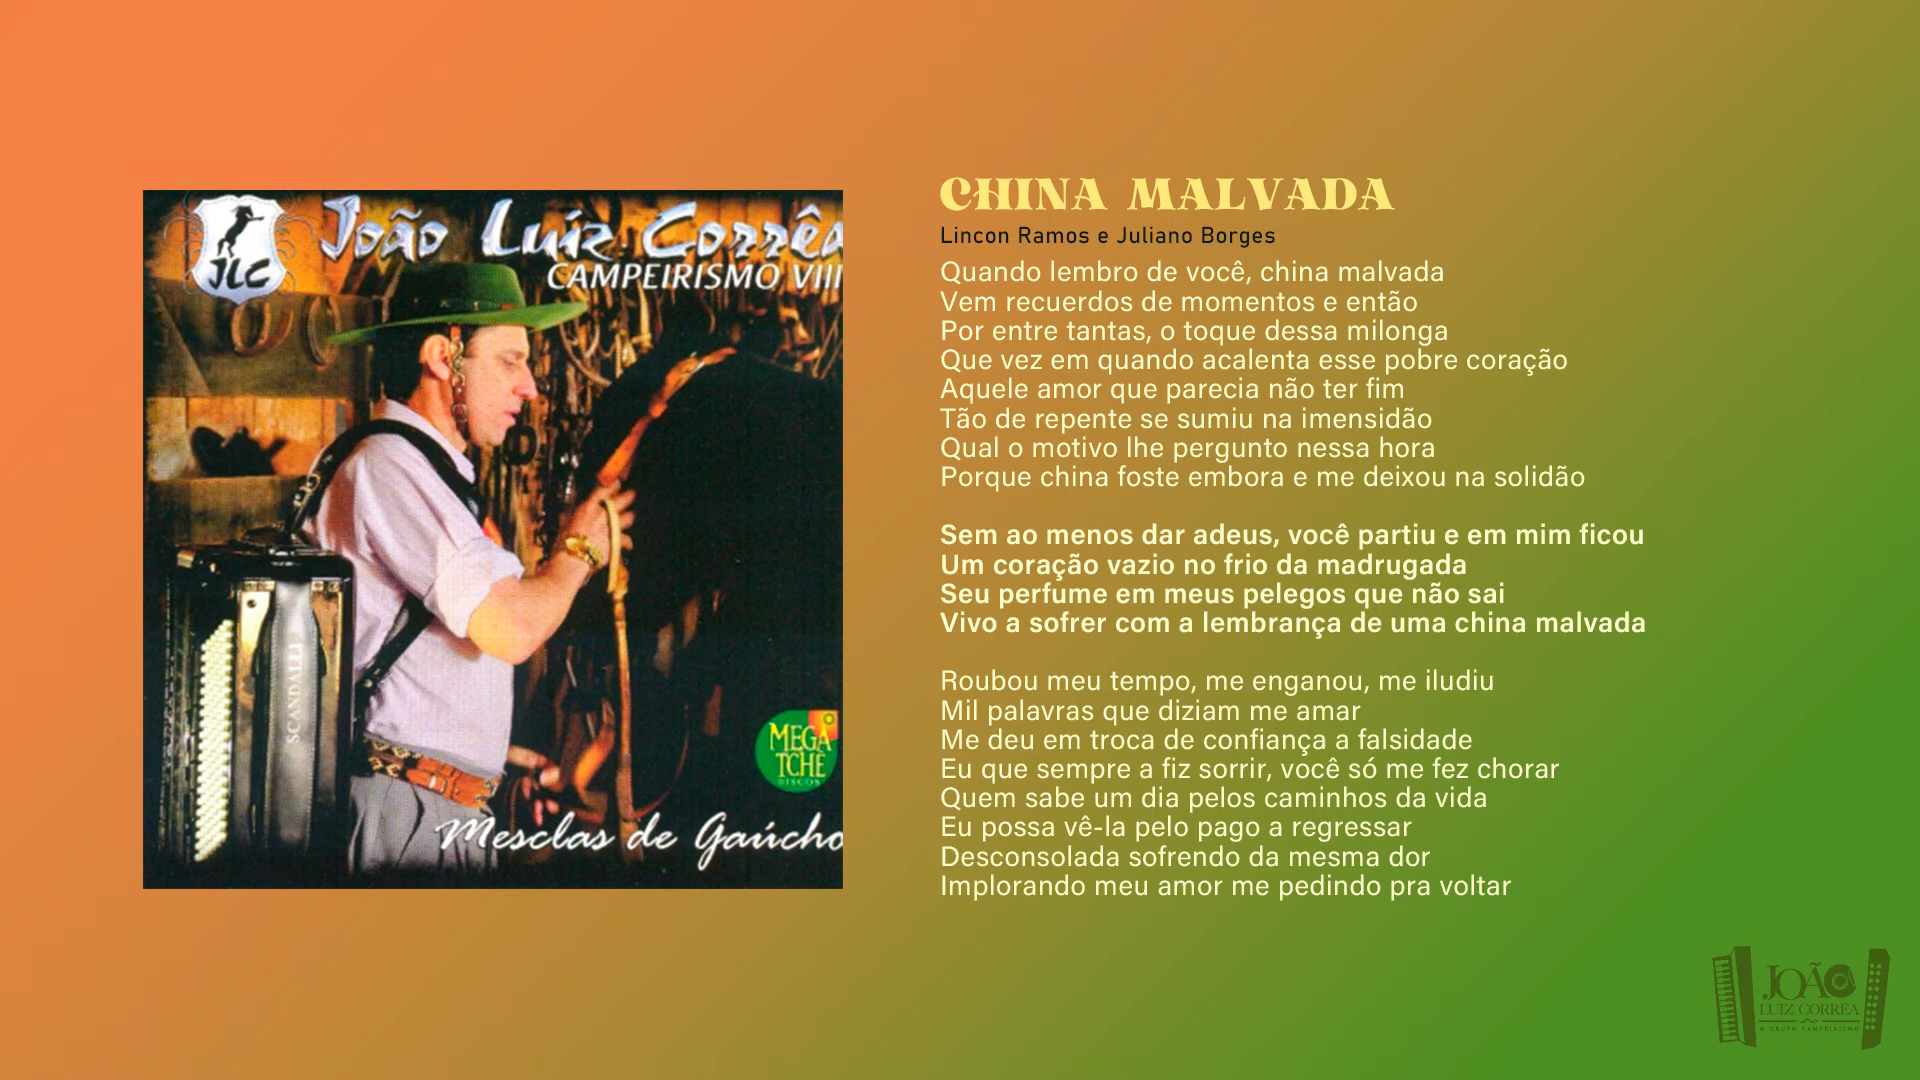 João Luíz Corrêa
CAMPEIRISMO VIII
JLC
SCANDALLI
MEGA
TCHÊ
DISCOS
Mesclas de Gaúcho
CHINA MALVADA
Lincon Ramos e Juliano Borges
Quando lembro de você, china malvada
Vem recuerdos de momentos e então
Por entre tantas, o toque dessa milonga
Que vez em quando acalenta esse pobre coração
Aquele amor que parecia não ter fim
Tão de repente se sumiu na imensidão
Qual o motivo lhe pergunto nessa hora
Porque china foste embora e me deixou na solidão
Sem ao menos dar adeus, você partiu e em mim ficou
Um coração vazio no frio da madrugada
Seu perfume em meus pelegos que não sai
Vivo a sofrer com a lembrança de uma china malvada
Roubou meu tempo, me enganou, me iludiu
Mil palavras que diziam me amar
Me deu em troca de confiança a falsidade
Eu que sempre a fiz sorrir, você só me fez chorar
Quem sabe um dia pelos caminhos da vida
Eu possa vê-la pelo pago a regressar
Desconsolada sofrendo da mesma dor
Implorando meu amor me pedindo pra voltar
JOÃO
LUIZ CORREA
E GRUPO CAMPEIRISMO